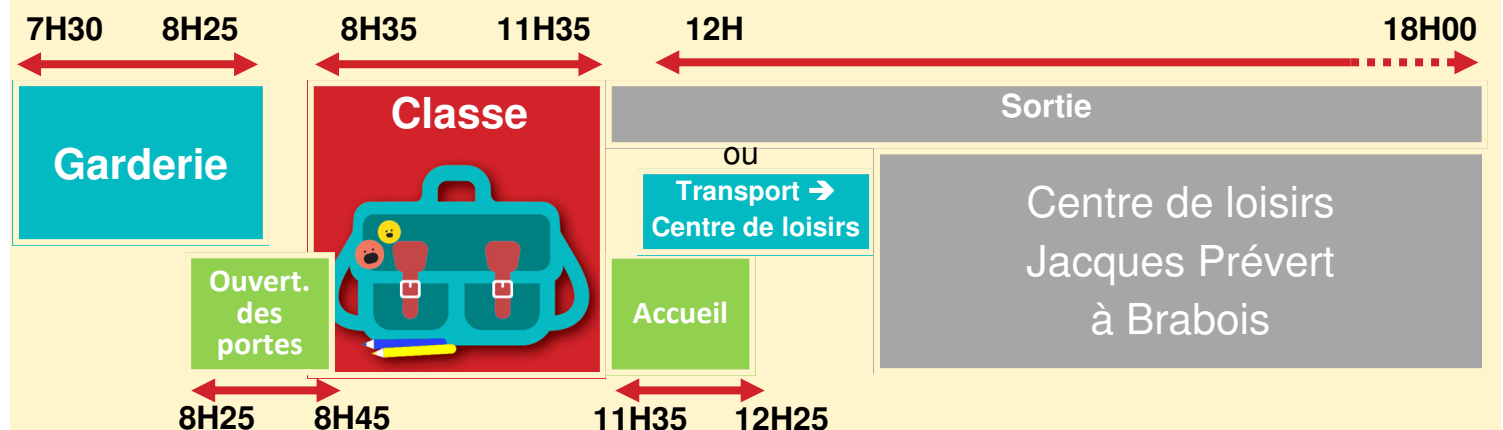 7H30 8H25 8H35 11H35 12H 18H00
Classe
Sortie
Garderie
ou
Transport ➔
Centre de loisirs
Centre de loisirs
Jacques Prévert
à Brabois
Ouvert.
des
portes
Accueil
8H25 8H45 11H35 12H25